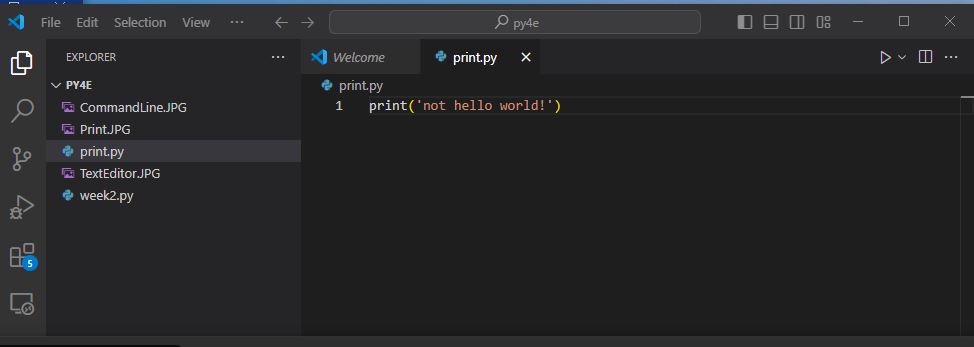 File Edit Selection View ··· py4e
EXPLORER ···
PY4E
CommandLine.JPG
Print.JPG
print.py
TextEditor.JPG
week2.py
5
Welcome print.py
print.py
1 print('not hello world!')